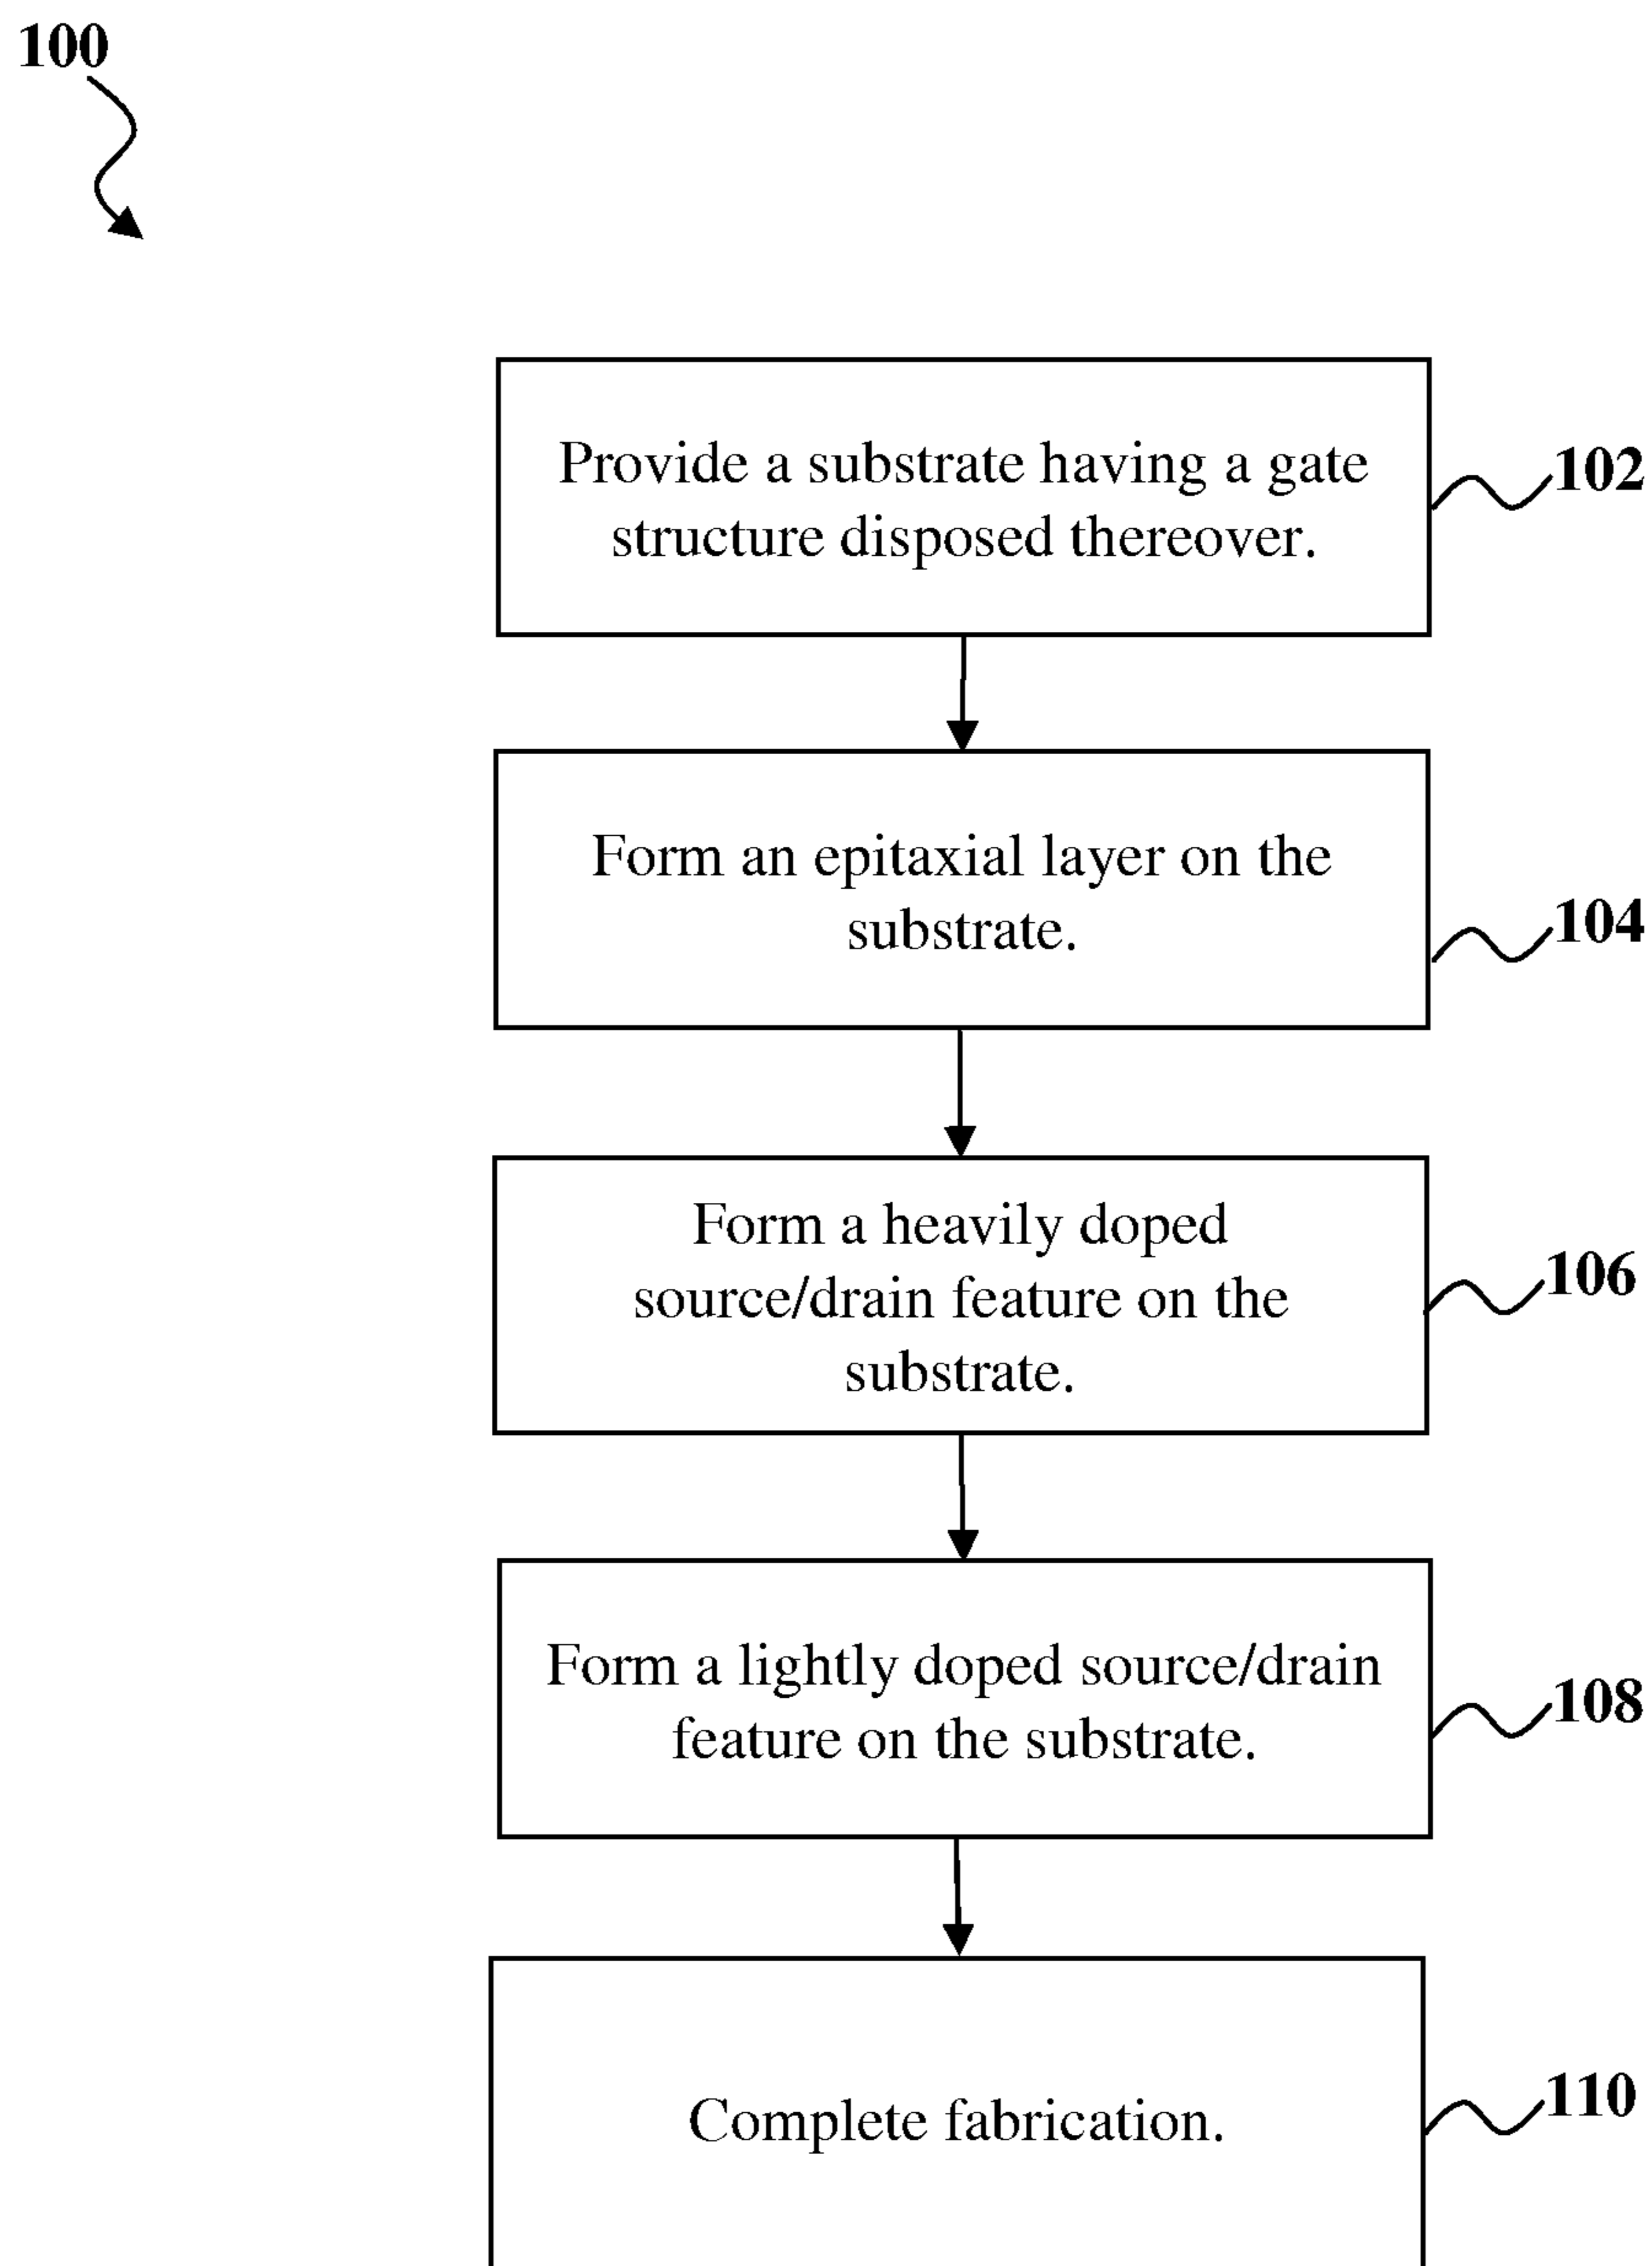 100
Provide a substrate having a gate
structure disposed thereover.
102
Form an epitaxial layer on the
substrate.
104
Form a heavily doped
source/drain feature on the
substrate.
106
Form a lightly doped source/drain
feature on the substrate.
108
Complete fabrication.
110